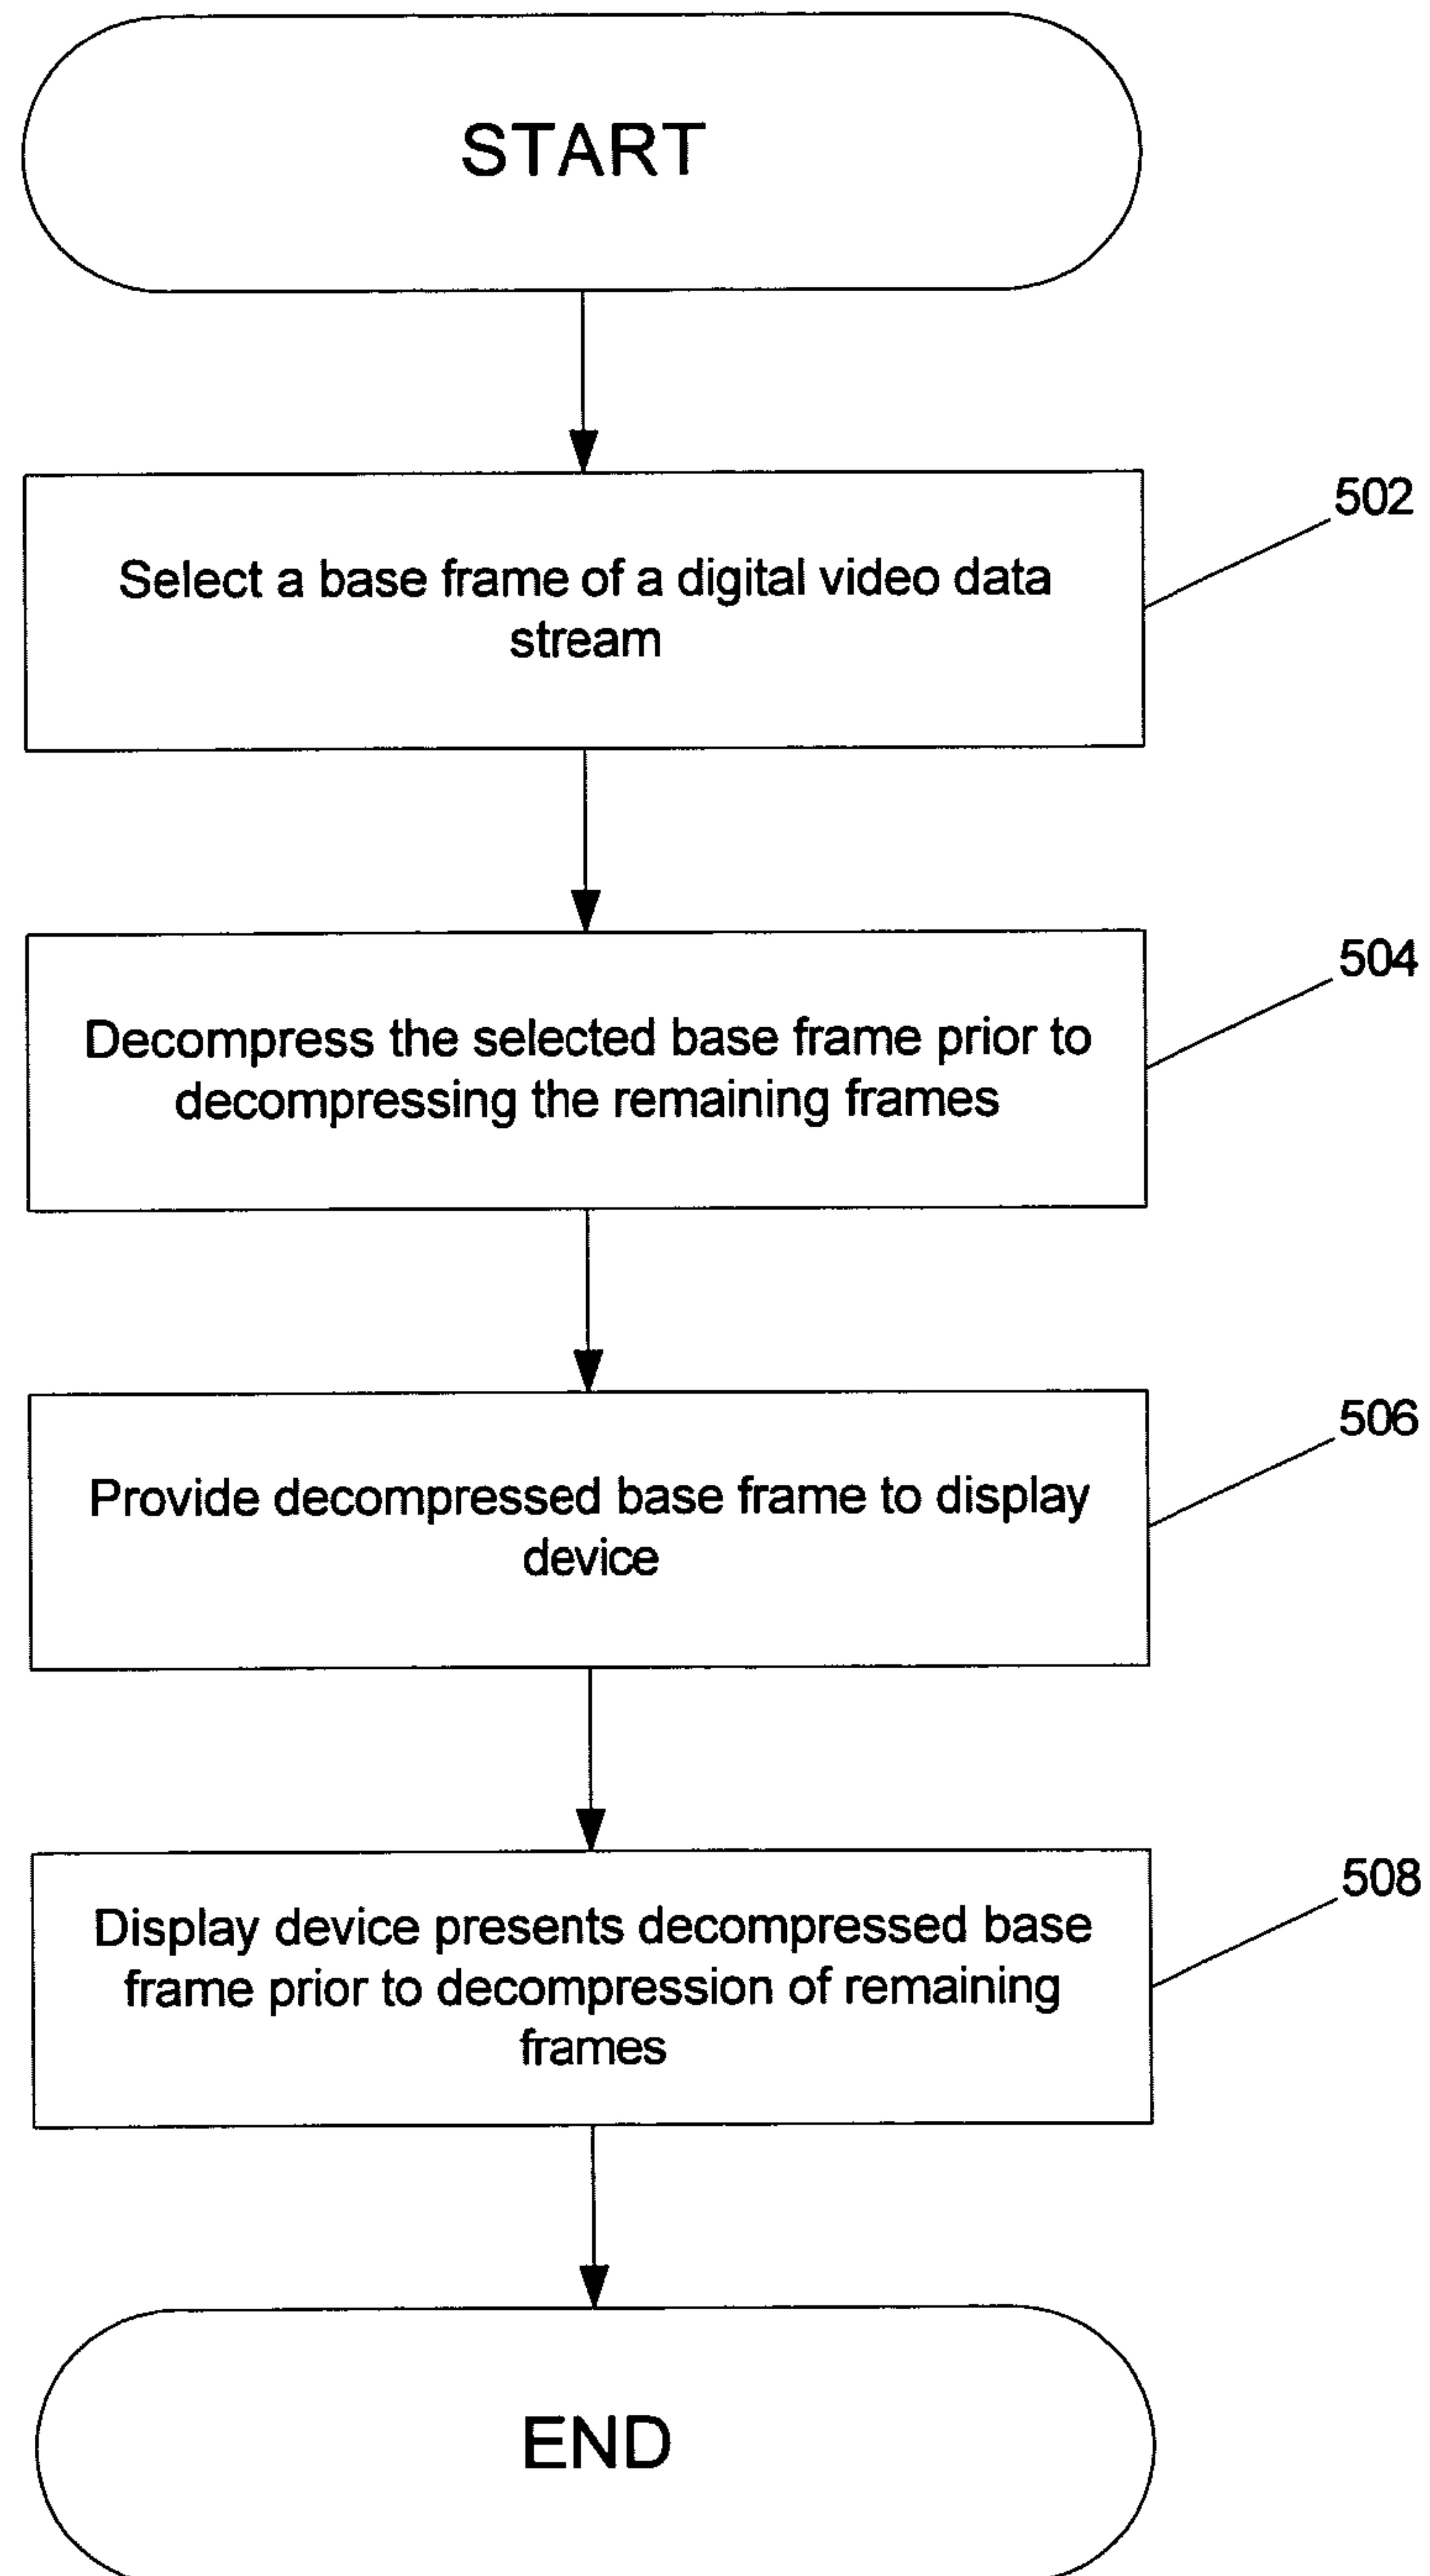 START
502
Select a base frame of a digital video data
stream
504
Decompress the selected base frame prior to
decompressing the remaining frames
506
Provide decompressed base frame to display
device
508
Display device presents decompressed base
frame prior to decompression of remaining
frames
END